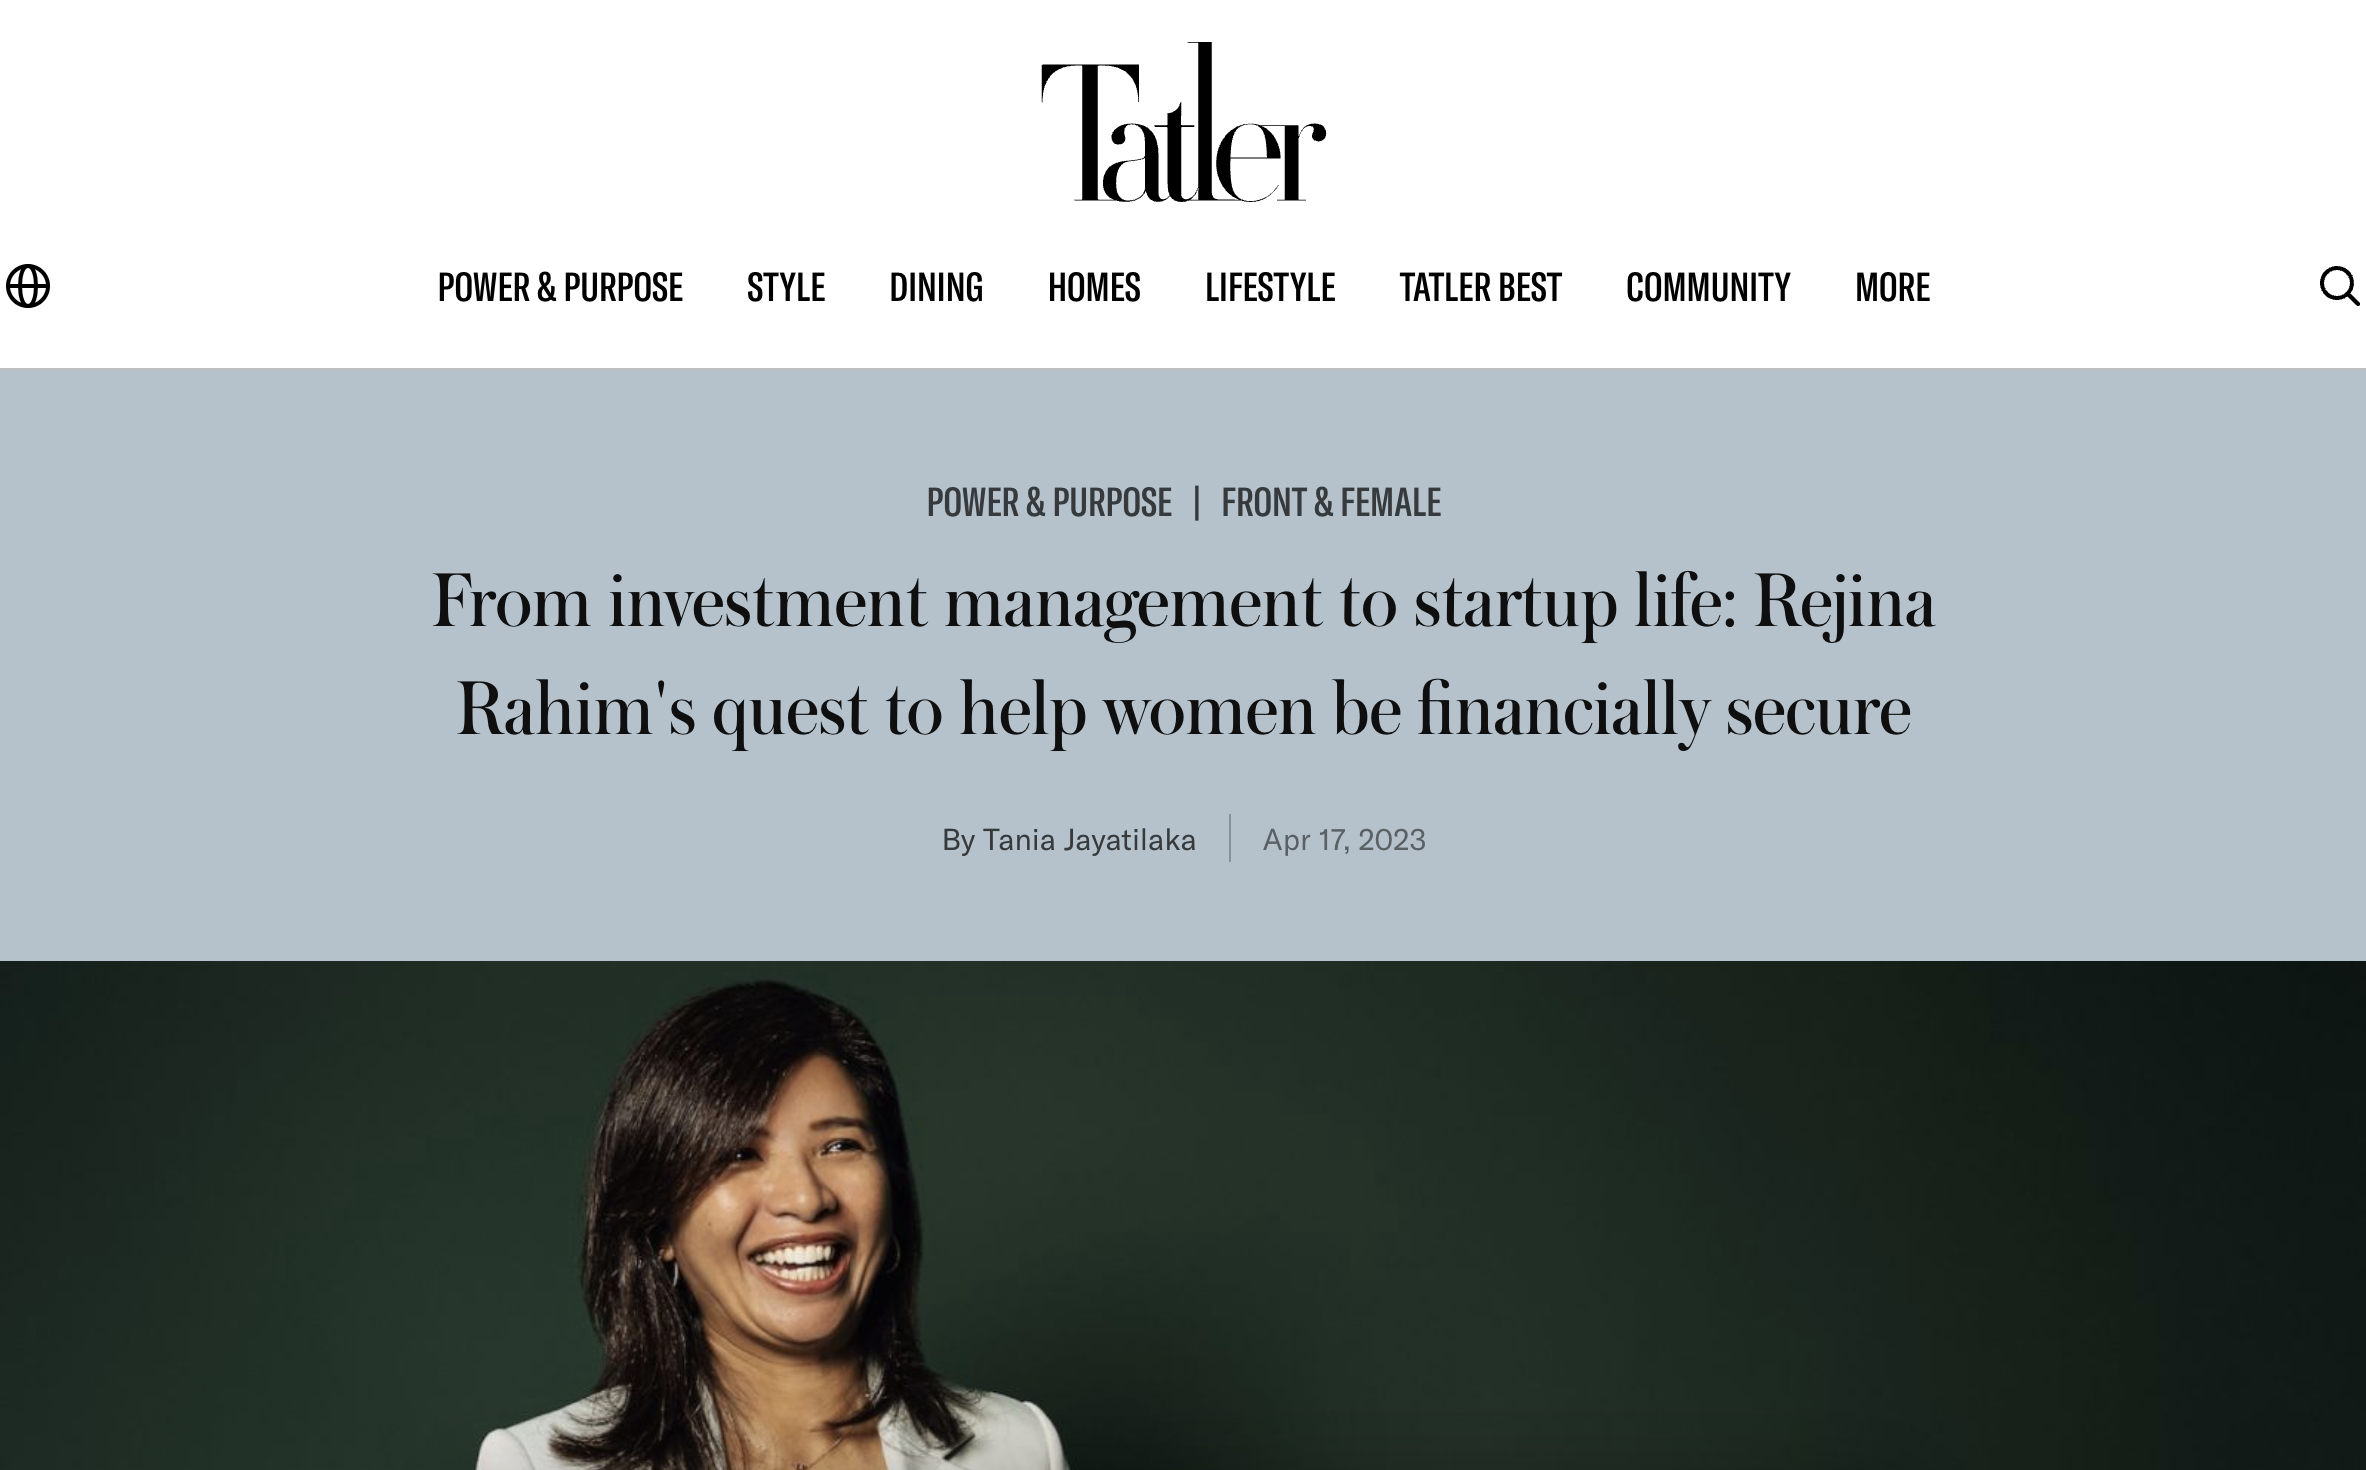 Tatler
POWER & PURPOSE STYLE DINING HOMES LIFESTYLE TATLER BEST COMMUNITY MORE
POWER & PURPOSE | FRONT & FEMALE
From investment management to startup life: Rejina
Rahim's quest to help women be financially secure
By Tania Jayatilaka | Apr 17, 2023